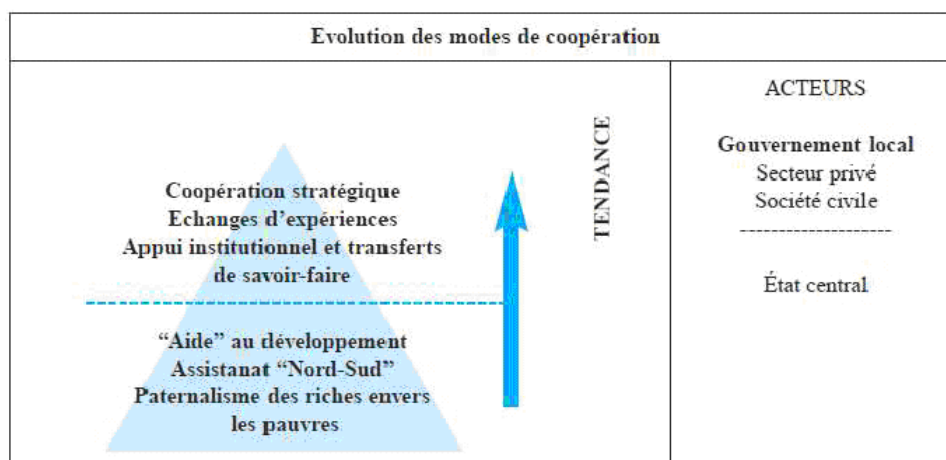 Evolution des modes de coopération
Coopération stratégique
Echanges d’expériences
Appui institutionnel et transferts
de savoir-faire
“Aide” au développement
Assistanat “Nord-Sud”
Paternalisme des riches envers
les pauvres
TENDANCE
ACTEURS
Gouvernement local
Secteur privé
Société civile
--------------------
État central